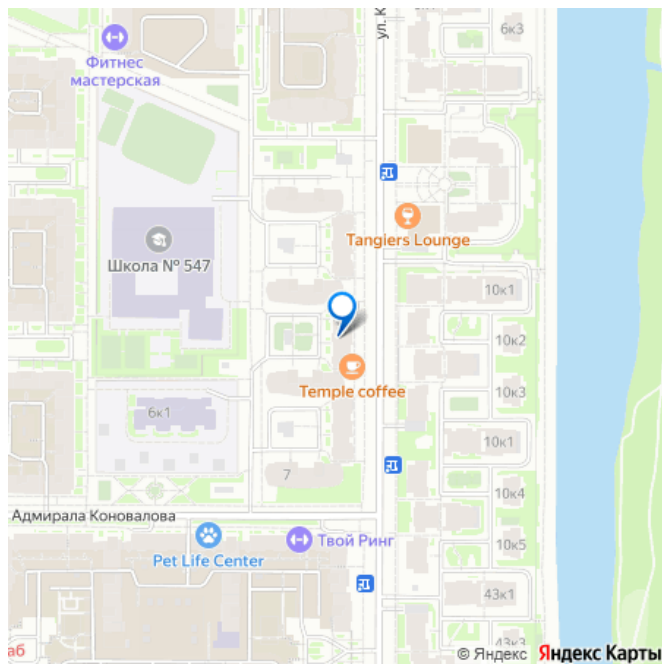 ул. К
6к3
Фитнес
мастерская
Tangiers Lounge
Школа № 547
10к1
10к2
Temple coffee
10к3
6к1
10к1
7
10к4
Адмирала Коновалова
Твой Ринг
10к5
Pet Life Center
43к1
43к3
аб
© Яндекс Яндекс Карты